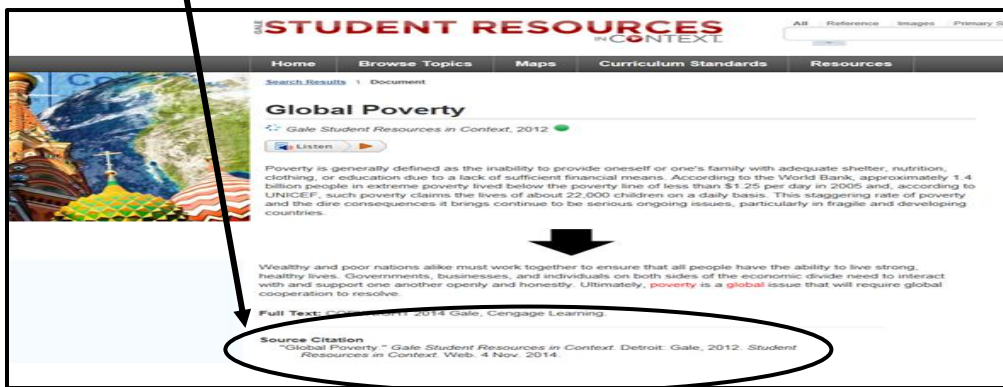 GALE STUDENT RESOURCES
IN CONTEXT
All Reference Images Primary S
Home Browse Topics Maps Curriculum Standards Resources
Search Results \ Document
Global Poverty
Gale Student Resources in Context, 2012
Listen
Poverty is generally defined as the inability to provide oneself or one's family with adequate shelter, nutrition,
clothing, or education due to a lack of sufficient financial means. According to the World Bank, approximately 1.4
billion people in extreme poverty lived below the poverty line of less than $1.25 per day in 2005 and, according to
UNICEF, such poverty claims the lives of about 22,000 children on a daily basis. This staggering rate of poverty
and the dire consequences it brings continue to be serious ongoing issues, particularly in fragile and developing
countries.
Wealthy and poor nations alike must work together to ensure that all people have the ability to live strong,
healthy lives. Governments, businesses, and individuals on both sides of the economic divide need to interact
with and support one another openly and honestly. Ultimately, poverty is a global issue that will require global
cooperation to resolve.
Full Text: COPYRIGHT 2014 Gale, Cengage Learning.
Source Citation
"Global Poverty." Gale Student Resources in Context. Detroit: Gale, 2012. Student
Resources in Context. Web. 4 Nov. 2014.